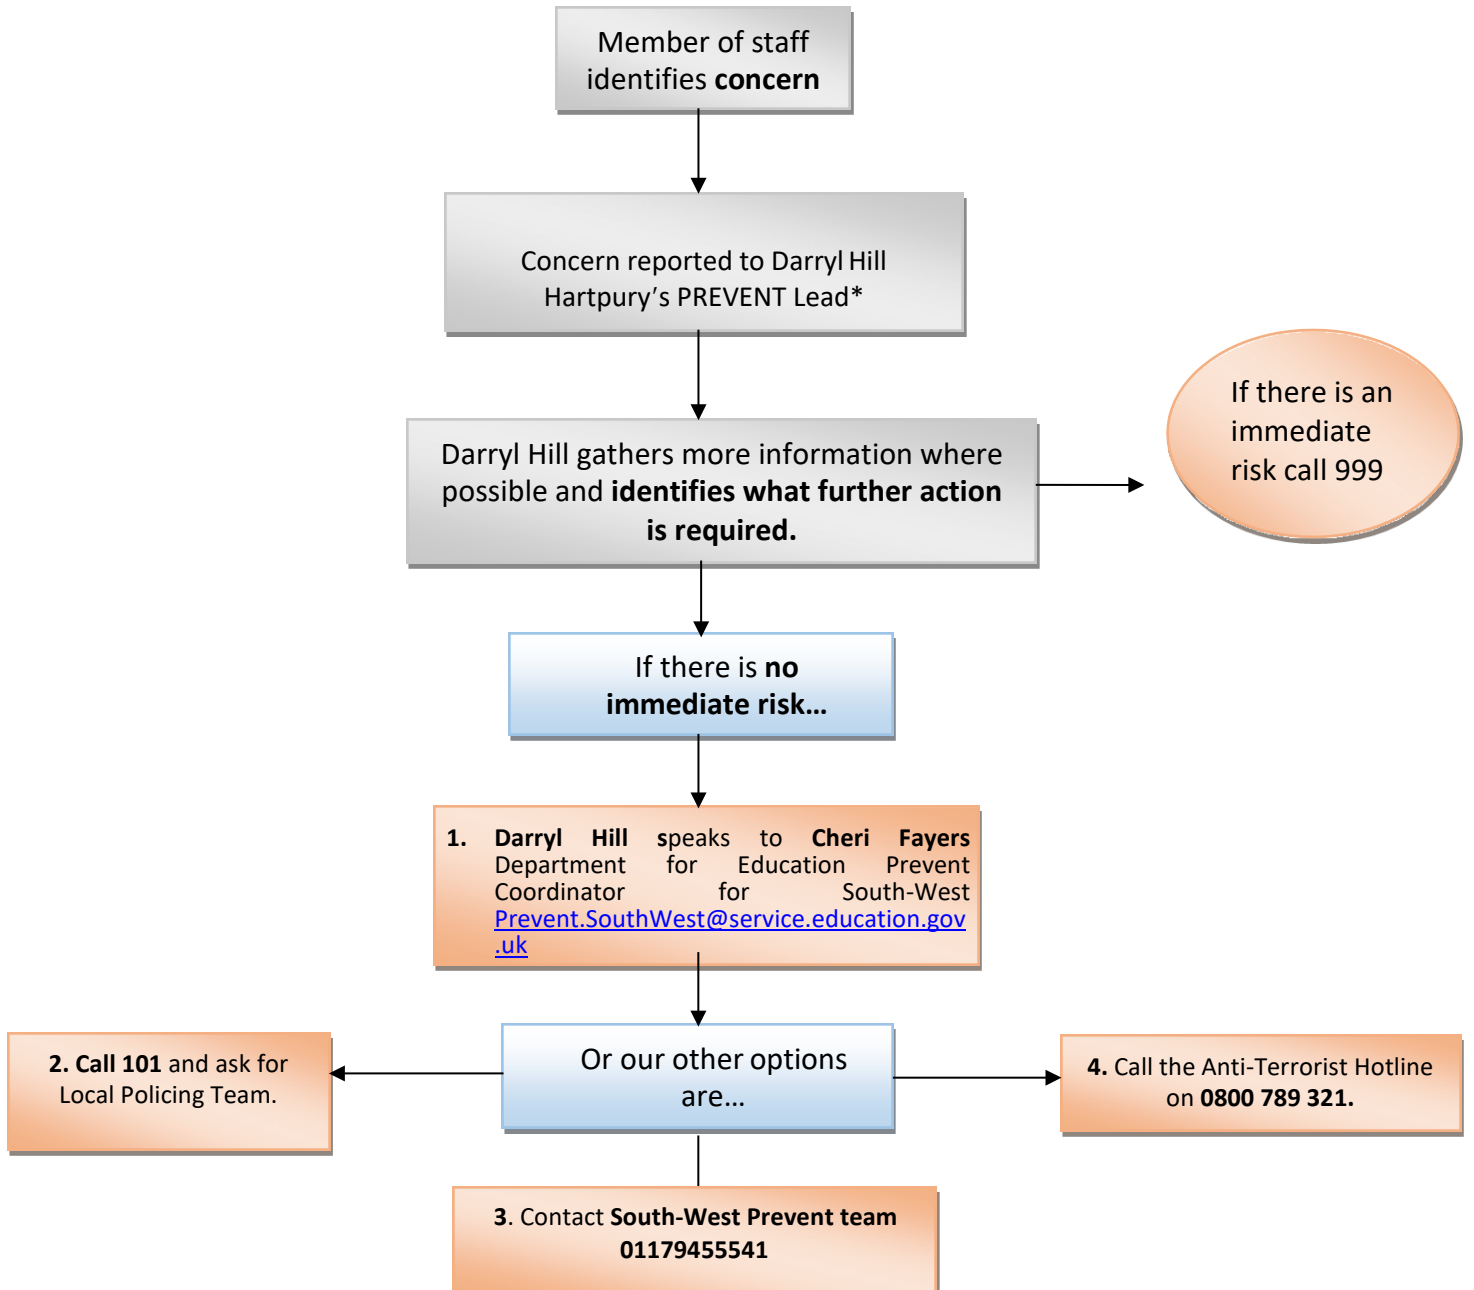 Member of staff
identifies concern
Concern reported to Darryl Hill
Hartpury’s PREVENT Lead*
If there is an
immediate
risk call 999
Darryl Hill gathers more information where
possible and identifies what further action
is required.
If there is no
immediate risk…
1. Darryl Hill speaks to Cheri Fayers
Department for Education Prevent
Coordinator for South-West
Prevent.SouthWest@service.education.gov
.uk
2. Call 101 and ask for
Local Policing Team.
Or our other options
are…
4. Call the Anti-Terrorist Hotline
on 0800 789 321.
3. Contact South-West Prevent team
01179455541